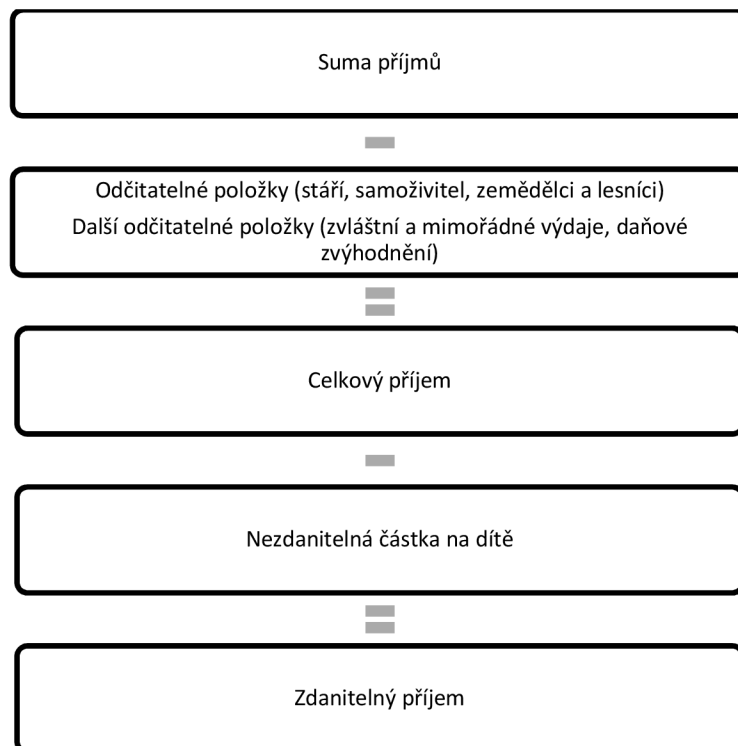 Suma příjmů
Odčitatelné položky (stáří, samoživitel, zemědělci a lesníci)
Další odčitatelné položky (zvláštní a mimořádné výdaje, daňové
zvýhodnění)
Celkový příjem
Nezdanitelná částka na dítě
Zdanitelný příjem